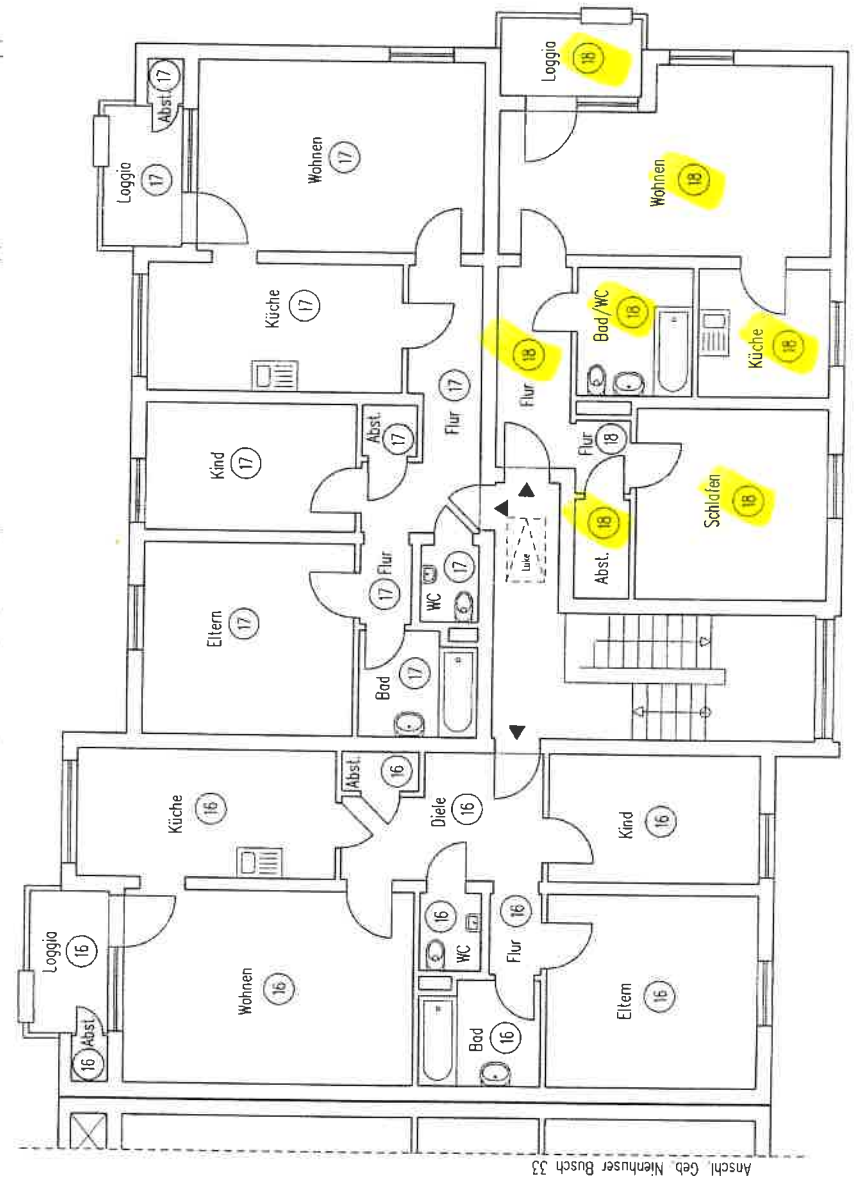 Loggia
17
Abst.
17
Wohnen
17
Küche
17
Kind
17
Abst.
17
Flur
17
Eltern
17
Flur
17
WC
17
Bad
17
Loggia
18
Wohnen
18
Bad/WC
18
Küche
18
Flur
18
Flur
18
Abst.
18
Schlafen
18
Luke
Küche
16
Abst.
16
Diele
16
Kind
16
Loggia
16
Abst
16
Wohnen
16
WC
16
Flur
16
Bad
16
Eltern
16
Anschl. Geb. Nienhuser Busch 33